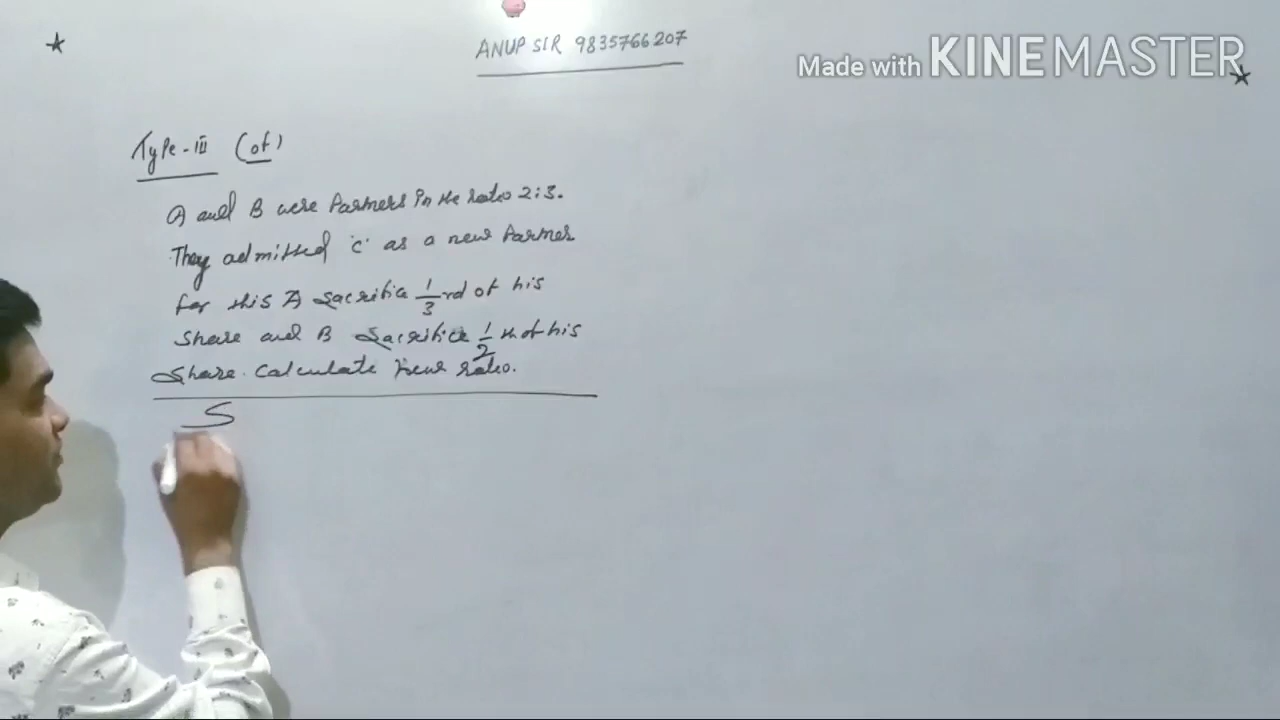 ANUP SIR 9835766207
Made with KINEMASTER
Type-III (of)
A and B were Partners in the ratio 2:3.
They admitted 'C' as a new Partner
for this A Sacrifice 1/3 rd of his
Share and B Sacrifice 1/2 th of his
Share. Calculate new ratio.
S